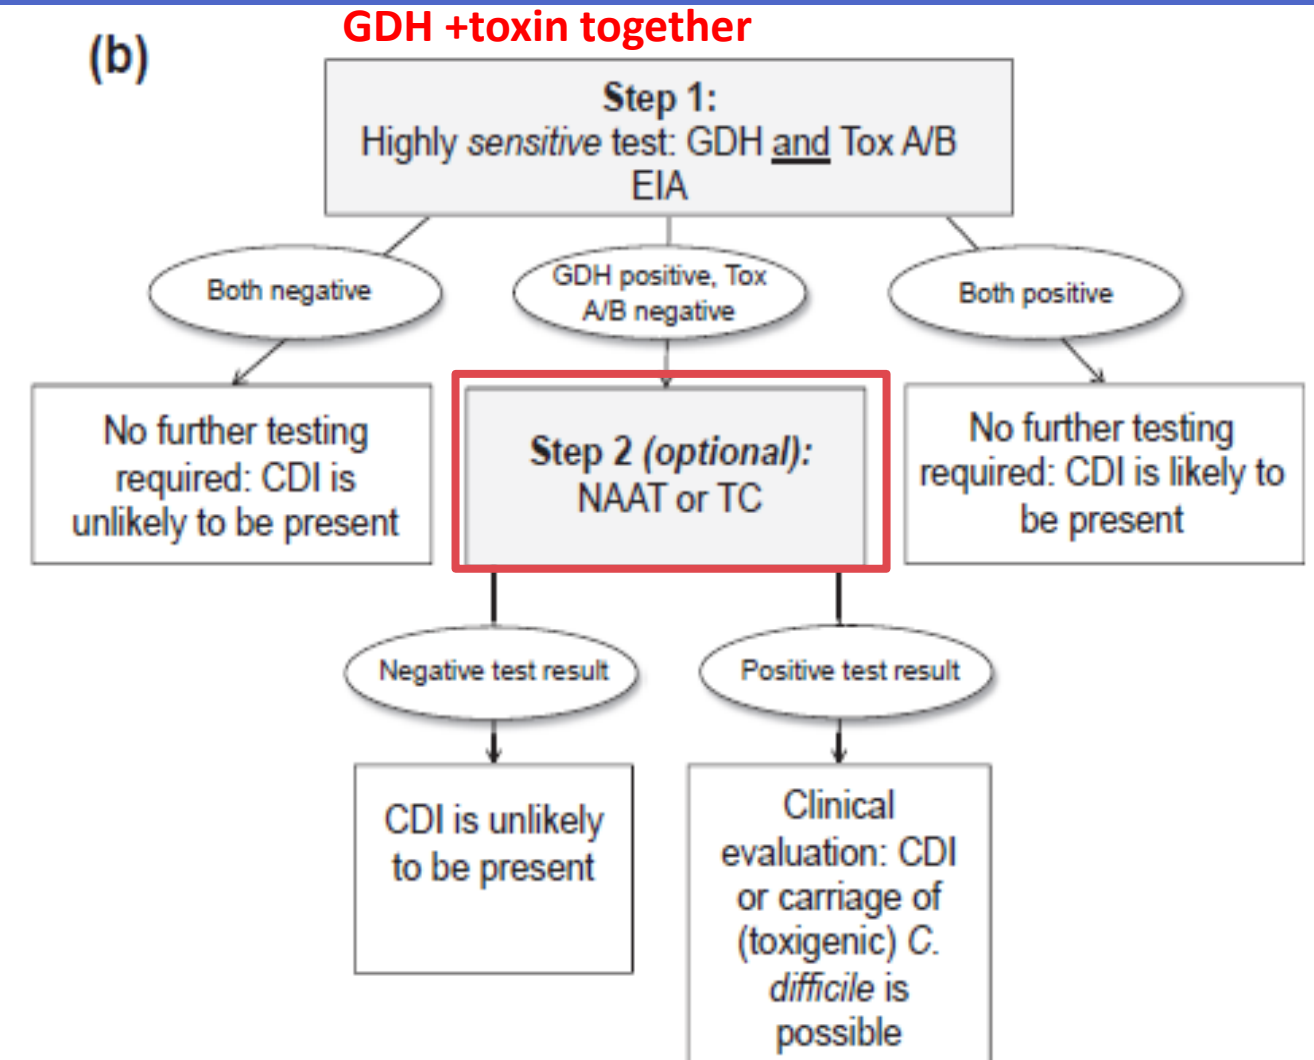 GDH +toxin together
(b)
Step 1:
Highly sensitive test: GDH and Tox A/B
EIA
Both negative
GDH positive, Tox
A/B negative
Both positive
No further testing
required: CDI is
unlikely to be present
Step 2 (optional):
NAAT or TC
No further testing
required: CDI is likely to
be present
Negative test result
Positive test result
CDI is unlikely
to be present
Clinical
evaluation: CDI
or carriage of
(toxigenic) C.
difficile is
possible